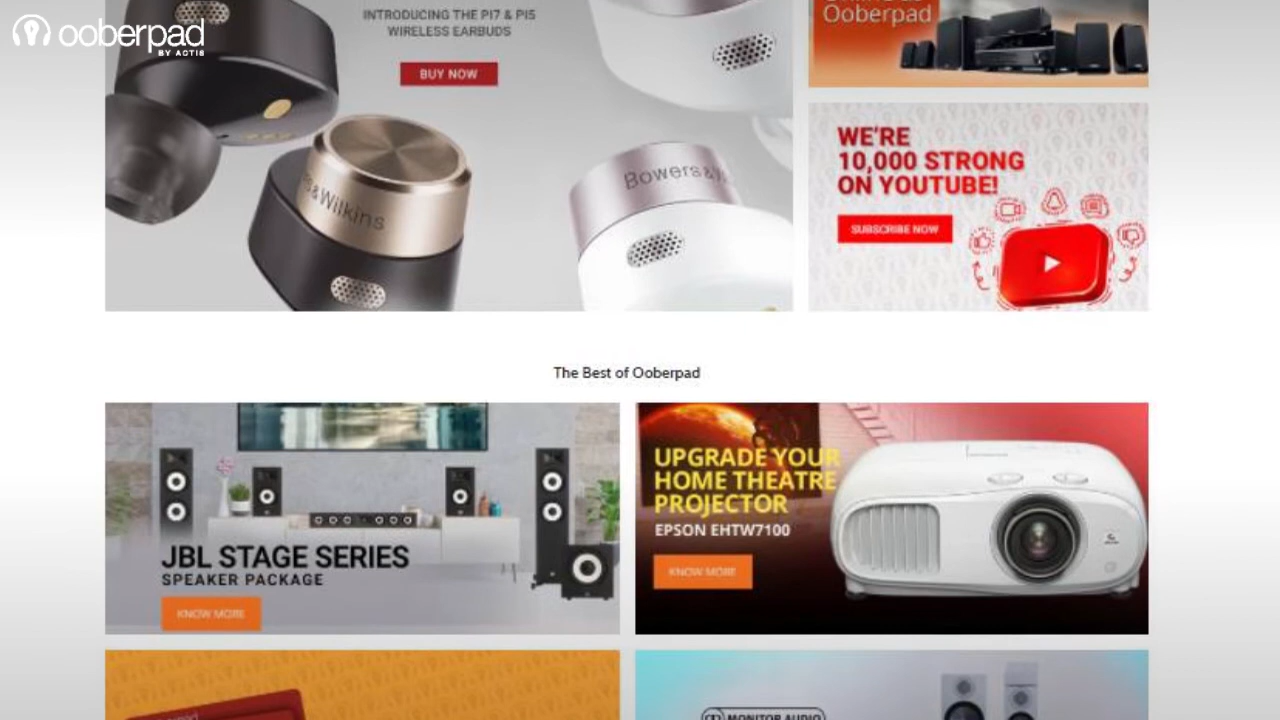 ooberpad
BY ACTIS
INTRODUCING THE PI7 & PI5
WIRELESS EARBUDS
BUY NOW
&Wilkins
Bowers &
Ooberpad
WE'RE
10,000 STRONG
ON YOUTUBE!
SUBSCRIBE NOW
The Best of Ooberpad
JBL STAGE SERIES
SPEAKER PACKAGE
KNOW MORE
UPGRADE YOUR
HOME THEATRE
PROJECTOR
EPSON EHTW7100
KNOW MORE
MONITOR AUDIO